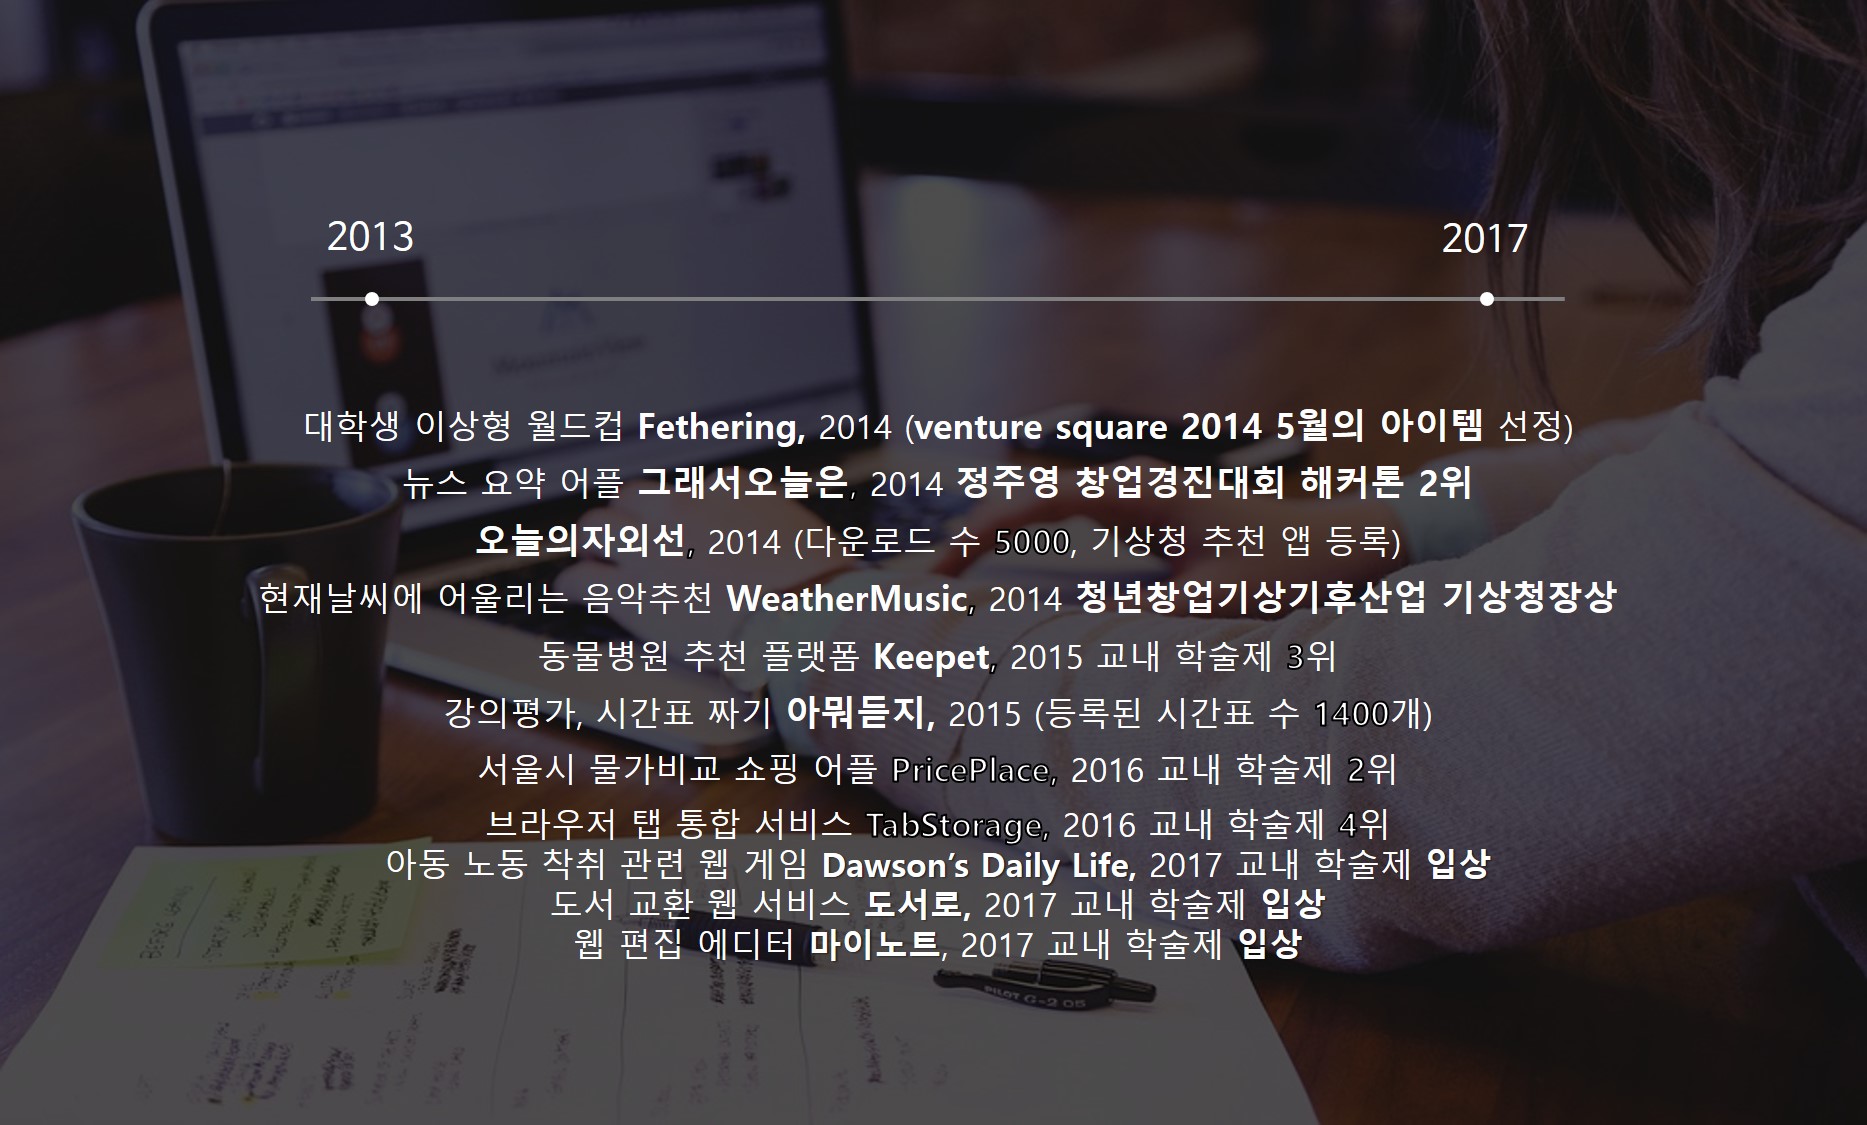 2013
2017
대학생 이상형 월드컵 Fethering, 2014 (venture square 2014 5월의 아이템 선정)
뉴스 요약 어플 그래서오늘은, 2014 정주영 창업경진대회 해커톤 2위
오늘의자외선, 2014 (다운로드 수 5000, 기상청 추천 앱 등록)
현재날씨에 어울리는 음악추천 WeatherMusic, 2014 청년창업기상기후산업 기상청장상
동물병원 추천 플랫폼 Keepet, 2015 교내 학술제 3위
강의평가, 시간표 짜기 아뭐듣지, 2015 (등록된 시간표 수 1400개)
서울시 물가비교 쇼핑 어플 PricePlace, 2016 교내 학술제 2위
브라우저 탭 통합 서비스 TabStorage, 2016 교내 학술제 4위
아동 노동 착취 관련 웹 게임 Dawson’s Daily Life, 2017 교내 학술제 입상
도서 교환 웹 서비스 도서로, 2017 교내 학술제 입상
웹 편집 에디터 마이노트, 2017 교내 학술제 입상
PILOT G-2 05